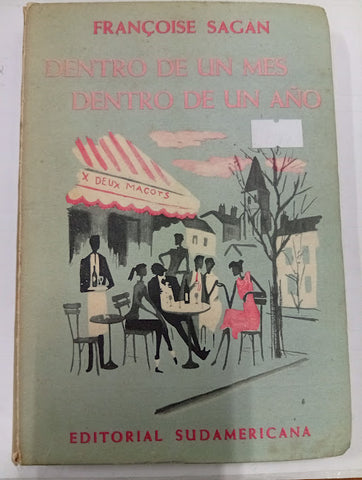 FRANÇOISE SAGAN
DENTRO DE UN MES
DENTRO DE UN AÑO
X DEUX MAGOTS
EDITORIAL SUDAMERICANA